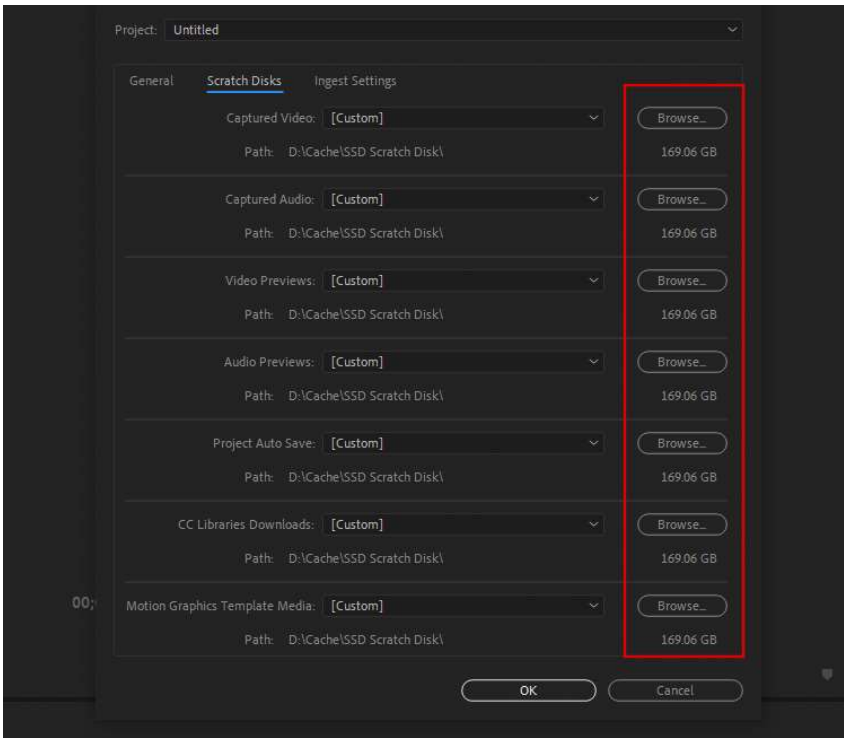 Project: Untitled
General Scratch Disks Ingest Settings
Captured Video: [Custom] Browse...
Path: D:\Cache\SSD Scratch Disk\ 169.06 GB
Captured Audio: [Custom] Browse...
Path: D:\Cache\SSD Scratch Disk\ 169.06 GB
Video Previews: [Custom] Browse...
Path: D:\Cache\SSD Scratch Disk\ 169.06 GB
Audio Previews: [Custom] Browse...
Path: D:\Cache\SSD Scratch Disk\ 169.06 GB
Project Auto Save: [Custom] Browse...
Path: D:\Cache\SSD Scratch Disk\ 169.06 GB
CC Libraries Downloads: [Custom] Browse...
Path: D:\Cache\SSD Scratch Disk\ 169.06 GB
00; Motion Graphics Template Media: [Custom] Browse...
Path: D:\Cache\SSD Scratch Disk\ 169.06 GB
OK Cancel